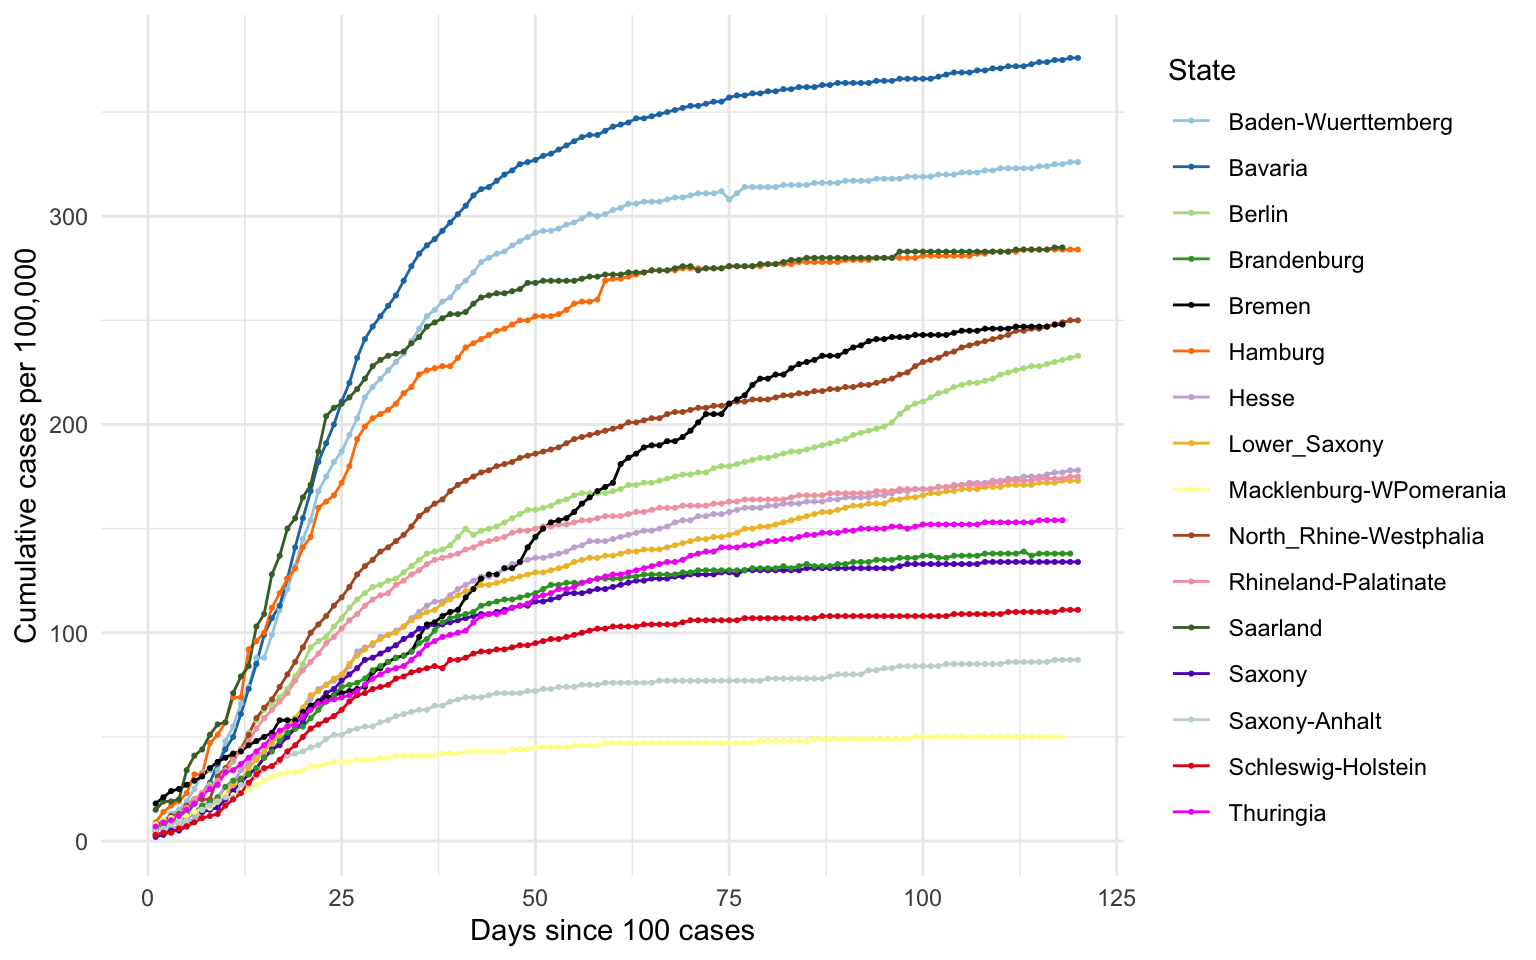 Cumulative cases per 100,000
300
200
100
0
0 25 50 75 100 125
Days since 100 cases
State
Baden-Wuerttemberg
Bavaria
Berlin
Brandenburg
Bremen
Hamburg
Hesse
Lower_Saxony
Macklenburg-WPomerania
North_Rhine-Westphalia
Rhineland-Palatinate
Saarland
Saxony
Saxony-Anhalt
Schleswig-Holstein
Thuringia